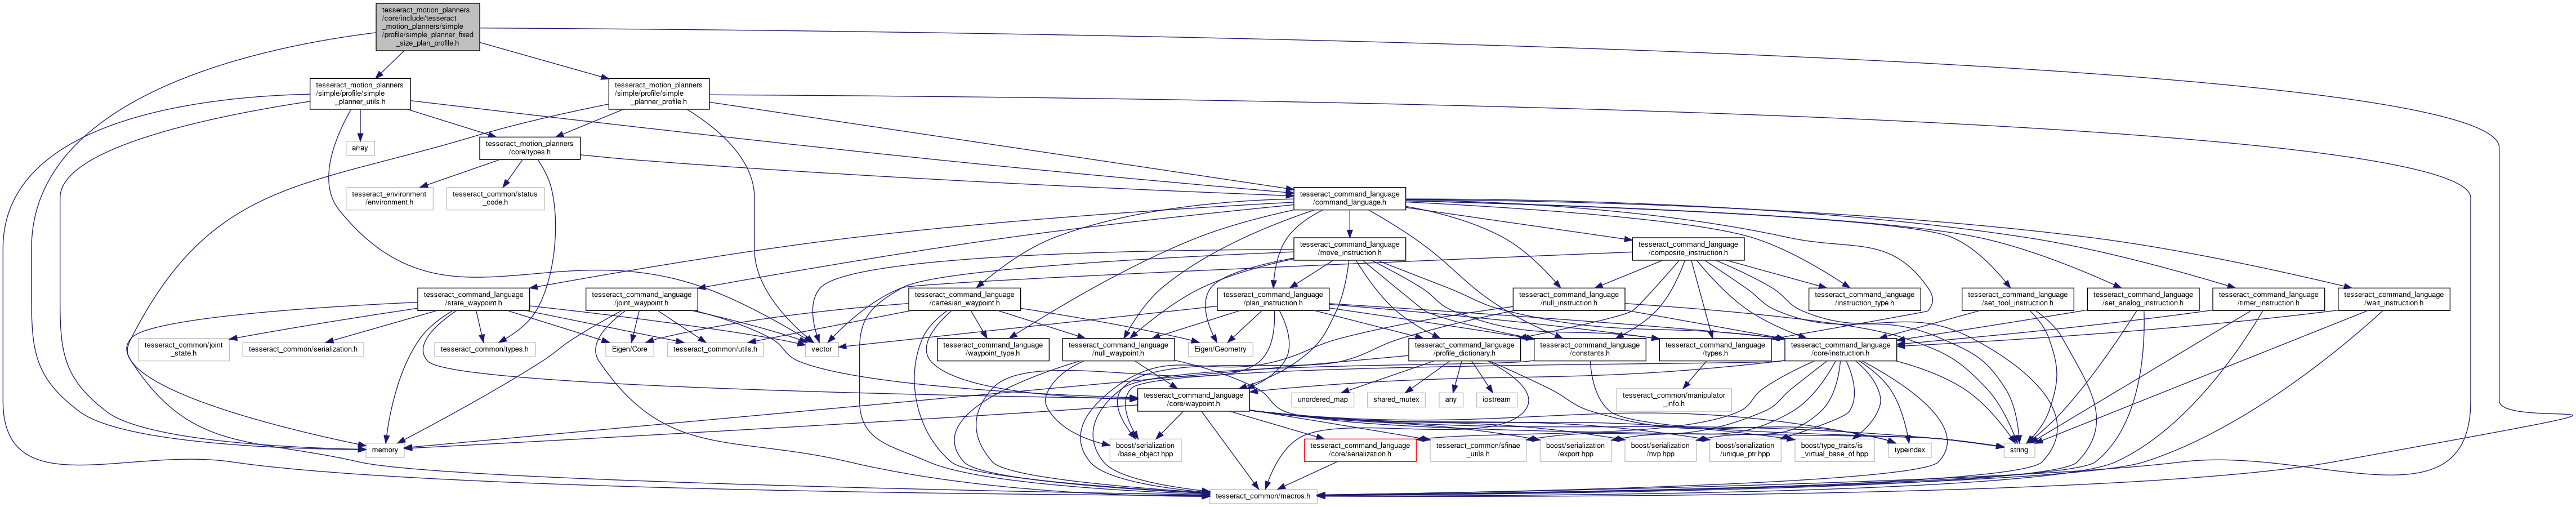 tesseract_motion_planners
/core/include/tesseract
_motion_planners/simple
/profile/simple_planner_fixed
_size_plan_profile.h
tesseract_motion_planners
/simple/profile/simple
_planner_utils.h
tesseract_motion_planners
/simple/profile/simple
_planner_profile.h
array
tesseract_motion_planners
/core/types.h
tesseract_environment
/environment.h
tesseract_common/status
_code.h
tesseract_command_language
/command_language.h
tesseract_command_language
/move_instruction.h
tesseract_command_language
/composite_instruction.h
tesseract_command_language
/state_waypoint.h
tesseract_command_language
/joint_waypoint.h
tesseract_command_language
/cartesian_waypoint.h
tesseract_command_language
/plan_instruction.h
tesseract_command_language
/null_instruction.h
tesseract_command_language
/instruction_type.h
tesseract_command_language
/set_tool_instruction.h
tesseract_command_language
/set_analog_instruction.h
tesseract_command_language
/timer_instruction.h
tesseract_command_language
/wait_instruction.h
tesseract_common/joint
_state.h
tesseract_common/serialization.h
tesseract_common/types.h
Eigen/Core
tesseract_common/utils.h
vector
tesseract_command_language
/waypoint_type.h
tesseract_command_language
/null_waypoint.h
Eigen/Geometry
tesseract_command_language
/profile_dictionary.h
tesseract_command_language
/constants.h
tesseract_command_language
/types.h
tesseract_command_language
/core/instruction.h
tesseract_command_language
/core/waypoint.h
unordered_map
shared_mutex
any
iostream
tesseract_common/manipulator
_info.h
memory
boost/serialization
/base_object.hpp
tesseract_command_language
/core/serialization.h
tesseract_common/sfinae
_utils.h
boost/serialization
/export.hpp
boost/serialization
/nvp.hpp
boost/serialization
/unique_ptr.hpp
boost/type_traits/is
_virtual_base_of.hpp
typeindex
string
tesseract_common/macros.h